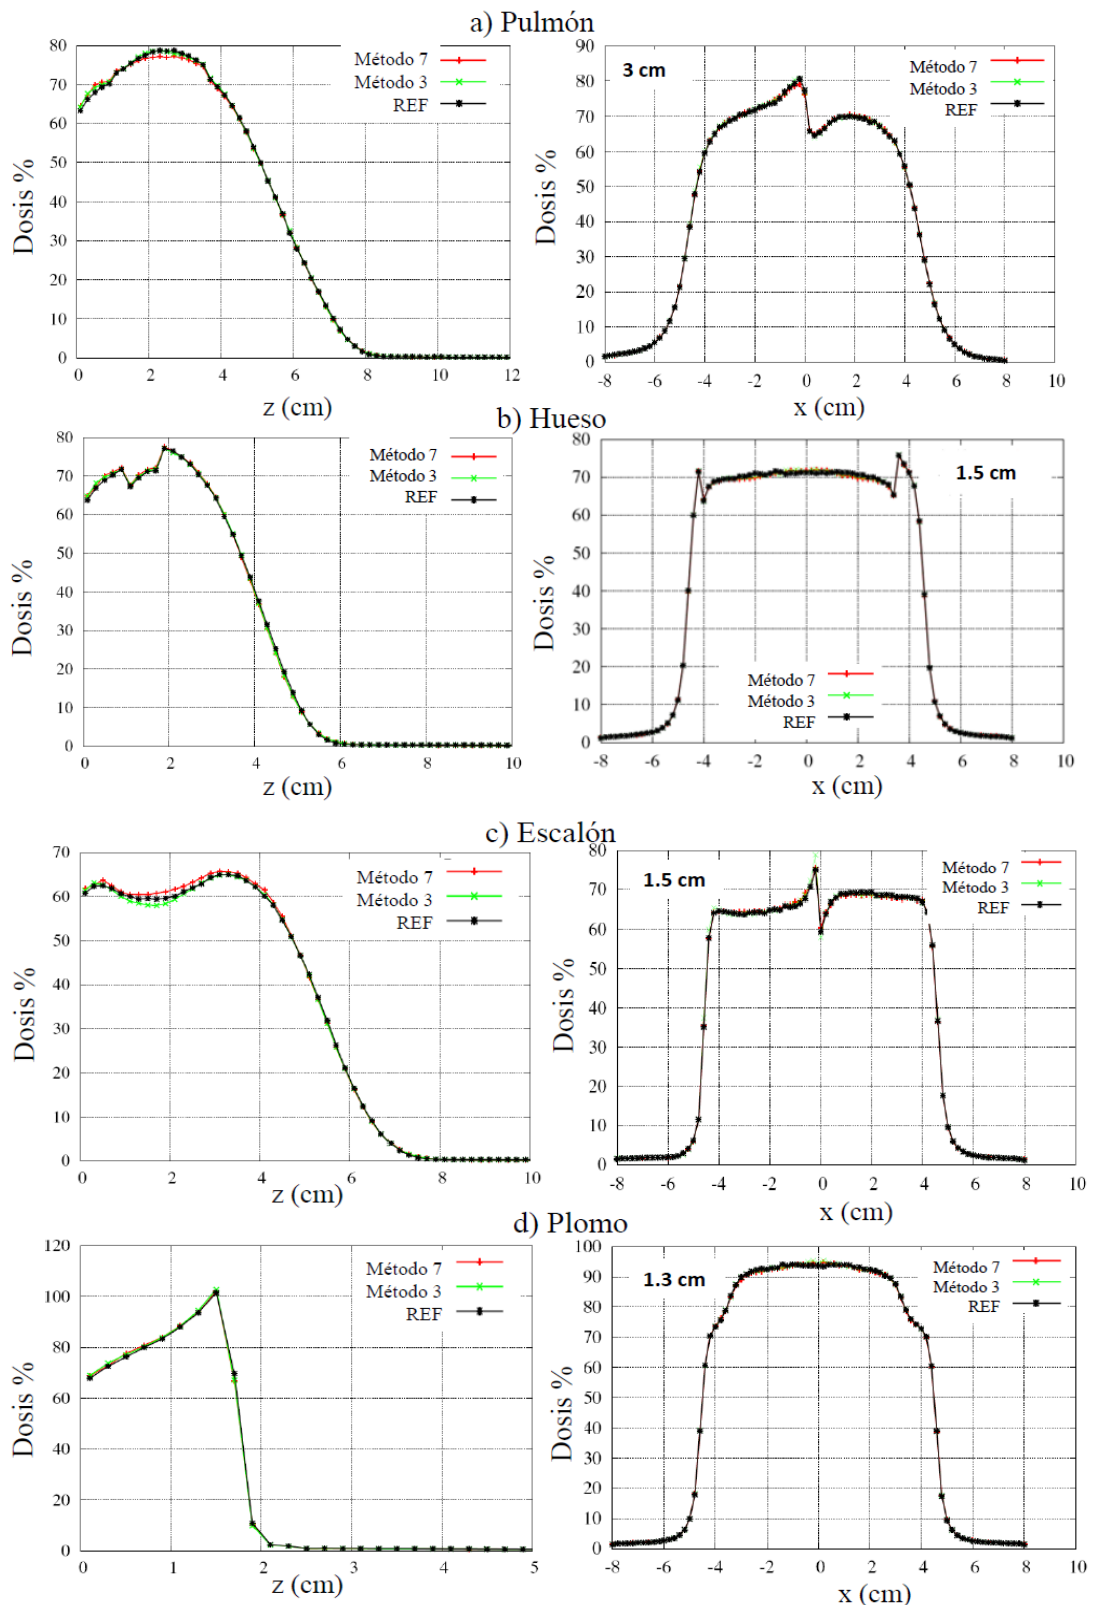 a) Pulmón
80
70
60
50
40
30
20
10
0
Dosis %
Método 7
Método 3
REF
0 2 4 6 8 10 12
z (cm)
90
80
70
60
50
40
30
20
10
0
Dosis %
3 cm
Método 7
Método 3
REF
-8 -6 -4 -2 0 2 4 6 8 10
x (cm)
b) Hueso
80
70
60
50
40
30
20
10
0
Dosis %
Método 7
Método 3
REF
0 2 4 6 8 10
z (cm)
80
70
60
50
40
30
20
10
0
Dosis %
1.5 cm
Método 7
Método 3
REF
-8 -6 -4 -2 0 2 4 6 8 10
x (cm)
c) Escalón
70
60
50
40
30
20
10
0
Dosis %
Método 7
Método 3
REF
0 2 4 6 8 10
z (cm)
80
70
60
50
40
30
20
10
0
Dosis %
1.5 cm
Método 7
Método 3
REF
-8 -6 -4 -2 0 2 4 6 8 10
x (cm)
d) Plomo
120
100
80
60
40
20
0
Dosis %
Método 7
Método 3
REF
0 1 2 3 4 5
z (cm)
100
90
80
70
60
50
40
30
20
10
0
Dosis %
1.3 cm
Método 7
Método 3
REF
-8 -6 -4 -2 0 2 4 6 8 10
x (cm)